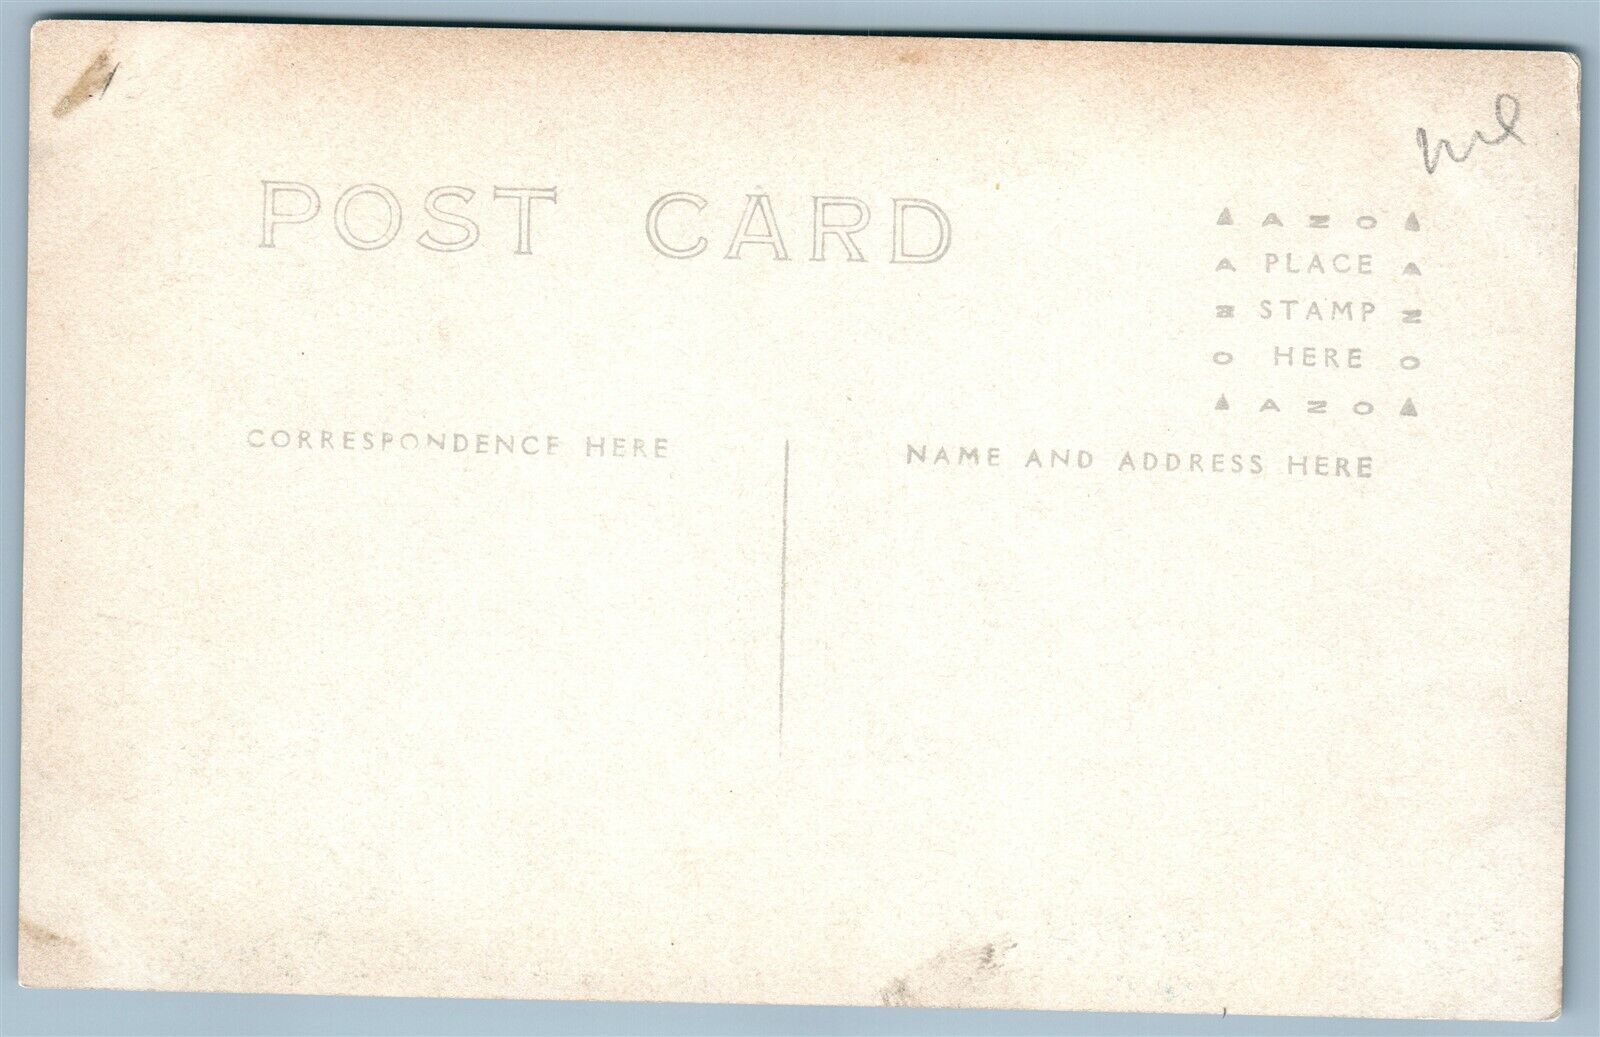 POST CARD
AZO
A PLACE A
N STAMP N
O HERE O
AZO
CORRESPONDENCE HERE
NAME AND ADDRESS HERE